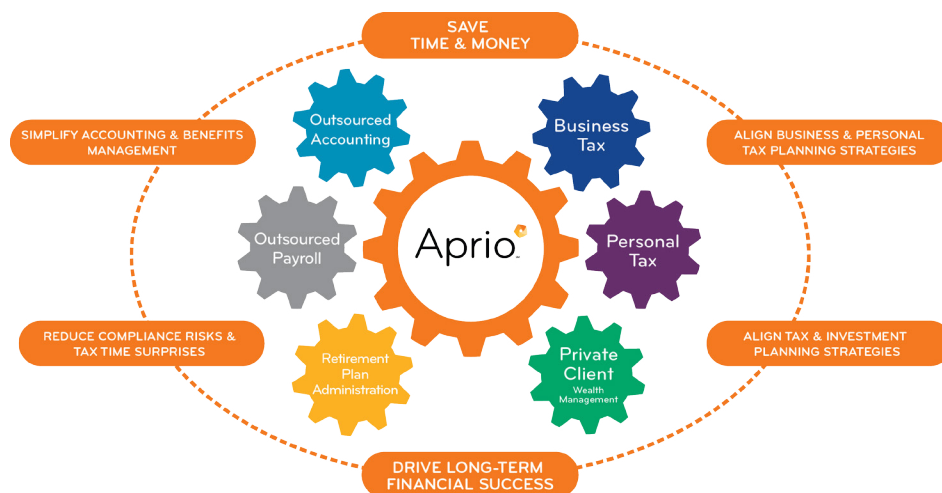 SAVE
TIME & MONEY
Outsourced
Accounting
Business
Tax
SIMPLIFY ACCOUNTING & BENEFITS
MANAGEMENT
ALIGN BUSINESS & PERSONAL
TAX PLANNING STRATEGIES
Outsourced
Payroll
Aprio
Personal
Tax
REDUCE COMPLIANCE RISKS &
TAX TIME SURPRISES
ALIGN TAX & INVESTMENT
PLANNING STRATEGIES
Retirement
Plan
Administration
Private
Client
Wealth
Management
DRIVE LONG-TERM
FINANCIAL SUCCESS